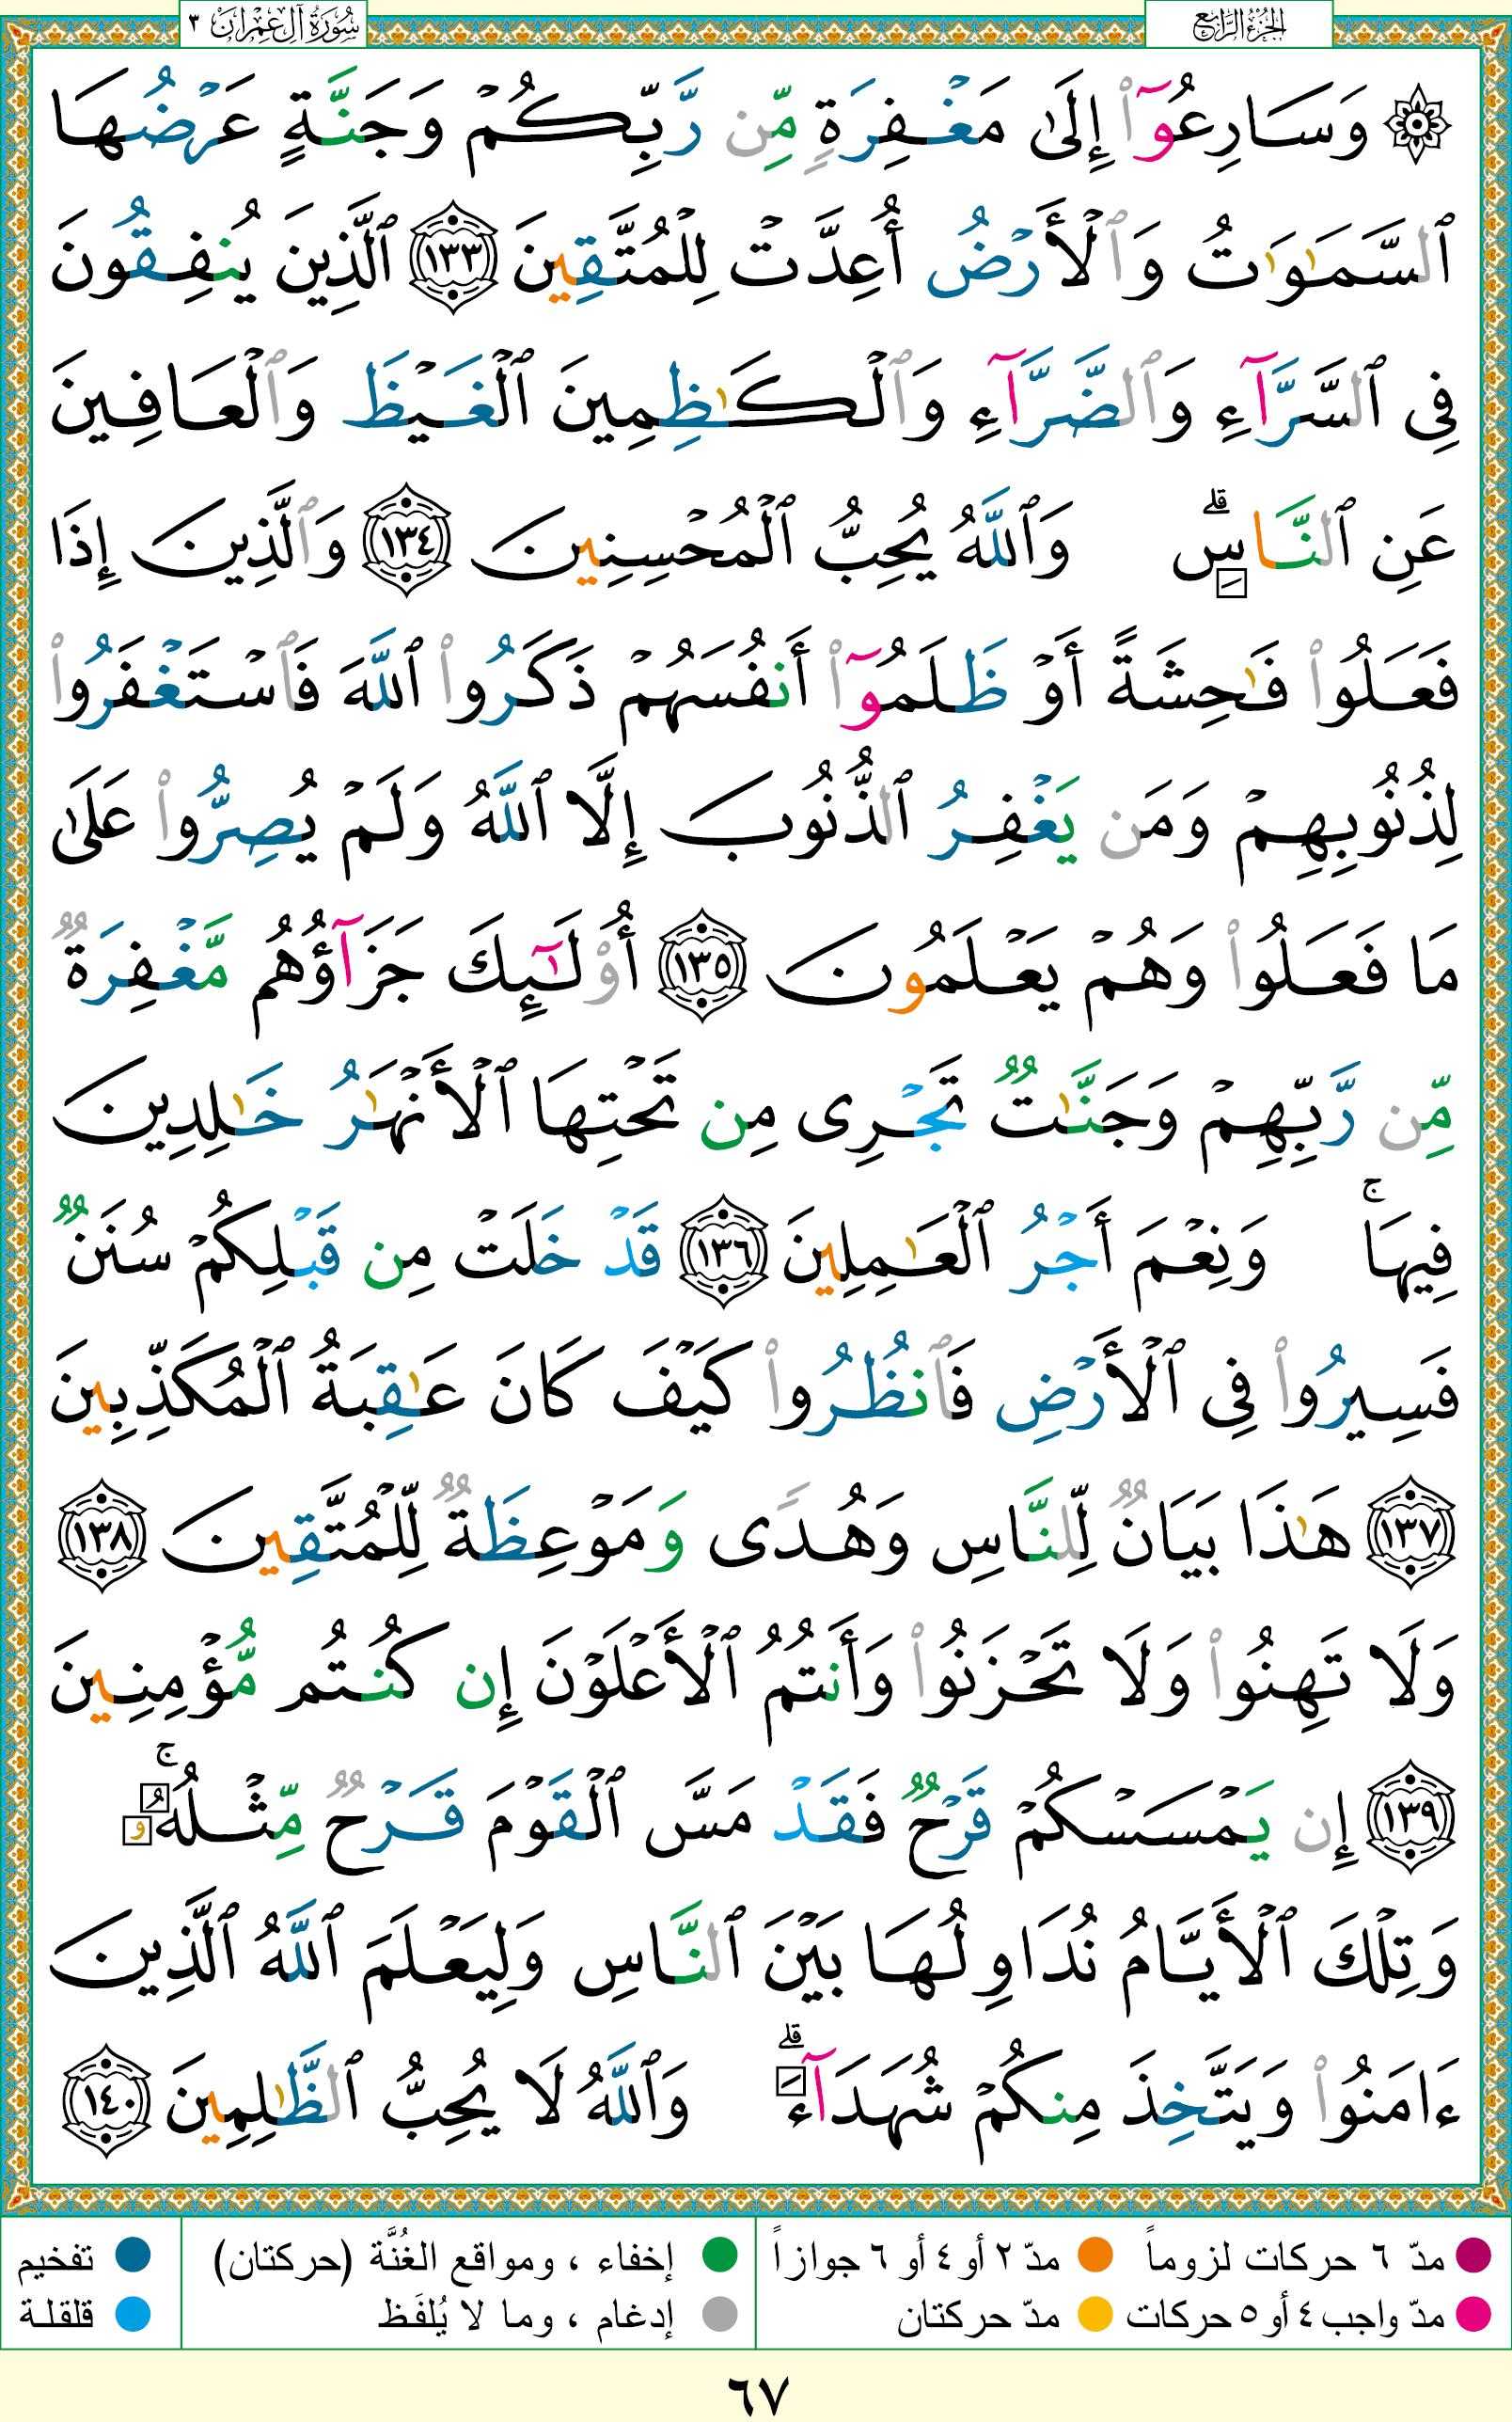 الجزء الرابع
سورة آل عمران ٣
۞ وَسَارِعُوٓا۟ إِلَىٰ مَغْفِرَةٍ مِّن رَّبِّكُمْ وَجَنَّةٍ عَرْضُهَا
ٱلسَّمَـٰوَٰتُ وَٱلْأَرْضُ أُعِدَّتْ لِلْمُتَّقِينَ ١٣٣ ٱلَّذِينَ يُنفِقُونَ
فِى ٱلسَّرَّآءِ وَٱلضَّرَّآءِ وَٱلْكَـٰظِمِينَ ٱلْغَيْظَ وَٱلْعَافِينَ
عَنِ ٱلنَّاسِ ۗ وَٱللَّهُ يُحِبُّ ٱلْمُحْسِنِينَ ١٣٤ وَٱلَّذِينَ إِذَا
فَعَلُوا۟ فَـٰحِشَةً أَوْ ظَلَمُوٓا۟ أَنفُسَهُمْ ذَكَرُوا۟ ٱللَّهَ فَٱسْتَغْفَرُوا۟
لِذُنُوبِهِمْ وَمَن يَغْفِرُ ٱلذُّنُوبَ إِلَّا ٱللَّهُ وَلَمْ يُصِرُّوا۟ عَلَىٰ
مَا فَعَلُوا۟ وَهُمْ يَعْلَمُونَ ١٣٥ أُو۟لَـٰٓئِكَ جَزَآؤُهُم مَّغْفِرَةٌ
مِّن رَّبِّهِمْ وَجَنَّـٰتٌ تَجْرِى مِن تَحْتِهَا ٱلْأَنْهَـٰرُ خَـٰلِدِينَ
فِيهَا ۚ وَنِعْمَ أَجْرُ ٱلْعَـٰمِلِينَ ١٣٦ قَدْ خَلَتْ مِن قَبْلِكُمْ سُنَنٌ
فَسِيرُوا۟ فِى ٱلْأَرْضِ فَٱنظُرُوا۟ كَيْفَ كَانَ عَـٰقِبَةُ ٱلْمُكَذِّبِينَ
١٣٧ هَـٰذَا بَيَانٌ لِّلنَّاسِ وَهُدًى وَمَوْعِظَةٌ لِّلْمُتَّقِينَ ١٣٨
وَلَا تَهِنُوا۟ وَلَا تَحْزَنُوا۟ وَأَنتُمُ ٱلْأَعْلَوْنَ إِن كُنتُم مُّؤْمِنِينَ
١٣٩ إِن يَمْسَسْكُمْ قَرْحٌ فَقَدْ مَسَّ ٱلْقَوْمَ قَرْحٌ مِّثْلُهُۥ ۚ
وَتِلْكَ ٱلْأَيَّامُ نُدَاوِلُهَا بَيْنَ ٱلنَّاسِ وَلِيَعْلَمَ ٱللَّهُ ٱلَّذِينَ
ءَامَنُوا۟ وَيَتَّخِذَ مِنكُمْ شُهَدَآءَ ۗ وَٱللَّهُ لَا يُحِبُّ ٱلظَّـٰلِمِينَ ١٤٠
مدّ ٦ حركات لزوماً مدّ ٢ أو ٤ أو ٦ جوازاً إخفاء ، ومواقع الغُنَّة (حركتان) تفخيم
مدّ واجب ٤ أو ٥ حركات مدّ حركتان إدغام ، وما لا يُلفَظ قلقلة
٦٧